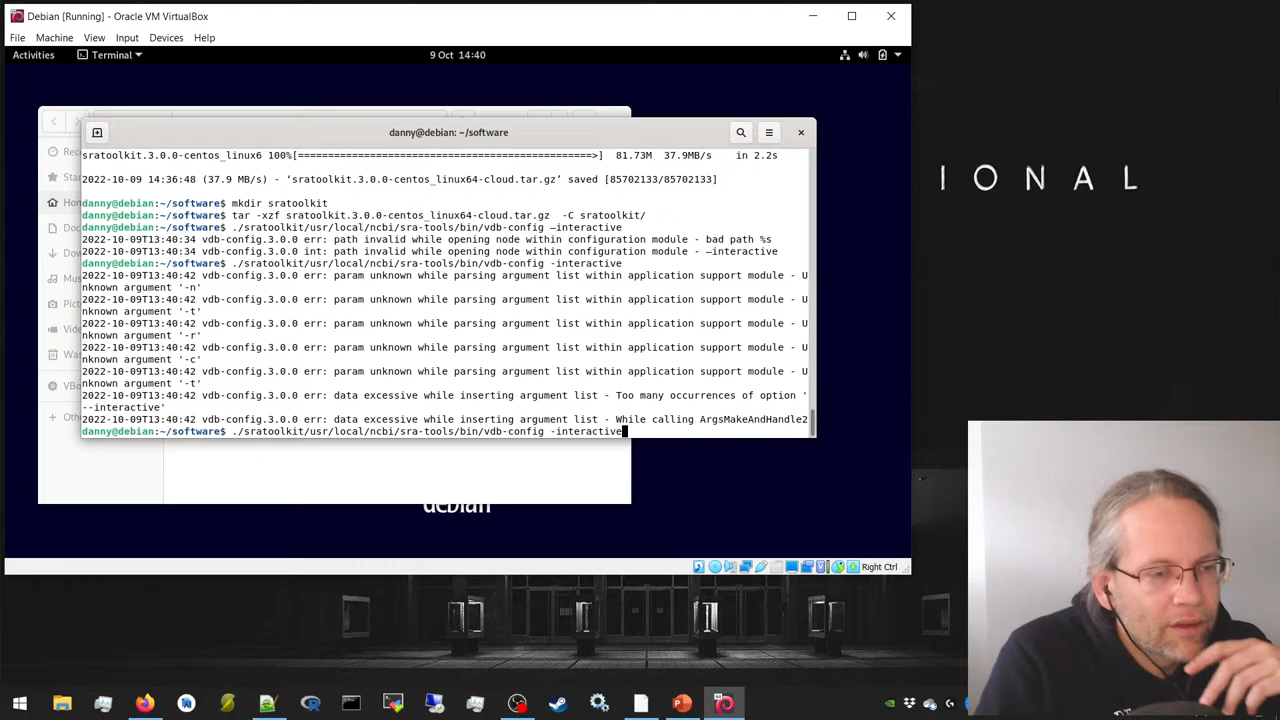 Debian [Running] - Oracle VM VirtualBox
File Machine View Input Devices Help
Activities Terminal 9 Oct 14:40
danny@debian: ~/software
sratoolkit.3.0.0-centos_linux6 100%[=================================================>] 81.73M 37.9MB/s in 2.2s
2022-10-09 14:36:48 (37.9 MB/s) - ‘sratoolkit.3.0.0-centos_linux64-cloud.tar.gz’ saved [85702133/85702133]
danny@debian:~/software$ mkdir sratoolkit
danny@debian:~/software$ tar -xzf sratoolkit.3.0.0-centos_linux64-cloud.tar.gz -C sratoolkit/
danny@debian:~/software$ ./sratoolkit/usr/local/ncbi/sra-tools/bin/vdb-config –interactive
2022-10-09T13:40:34 vdb-config.3.0.0 err: path invalid while opening node within configuration module - bad path %s
2022-10-09T13:40:34 vdb-config.3.0.0 int: path invalid while opening node within configuration module - –interactive
danny@debian:~/software$ ./sratoolkit/usr/local/ncbi/sra-tools/bin/vdb-config -interactive
2022-10-09T13:40:42 vdb-config.3.0.0 err: param unknown while parsing argument list within application support module - U
nknown argument '-n'
2022-10-09T13:40:42 vdb-config.3.0.0 err: param unknown while parsing argument list within application support module - U
nknown argument '-t'
2022-10-09T13:40:42 vdb-config.3.0.0 err: param unknown while parsing argument list within application support module - U
nknown argument '-r'
2022-10-09T13:40:42 vdb-config.3.0.0 err: param unknown while parsing argument list within application support module - U
nknown argument '-c'
2022-10-09T13:40:42 vdb-config.3.0.0 err: param unknown while parsing argument list within application support module - U
nknown argument '-t'
2022-10-09T13:40:42 vdb-config.3.0.0 err: data excessive while inserting argument list - Too many occurrences of option '
--interactive'
2022-10-09T13:40:42 vdb-config.3.0.0 err: data excessive while inserting argument list - While calling ArgsMakeAndHandle2
danny@debian:~/software$ ./sratoolkit/usr/local/ncbi/sra-tools/bin/vdb-config -interactive
Rec
Star
Hom
Doc
Dow
Mus
Pict
Vide
Was
VBo
Oth
debian
Right Ctrl
I O N A L